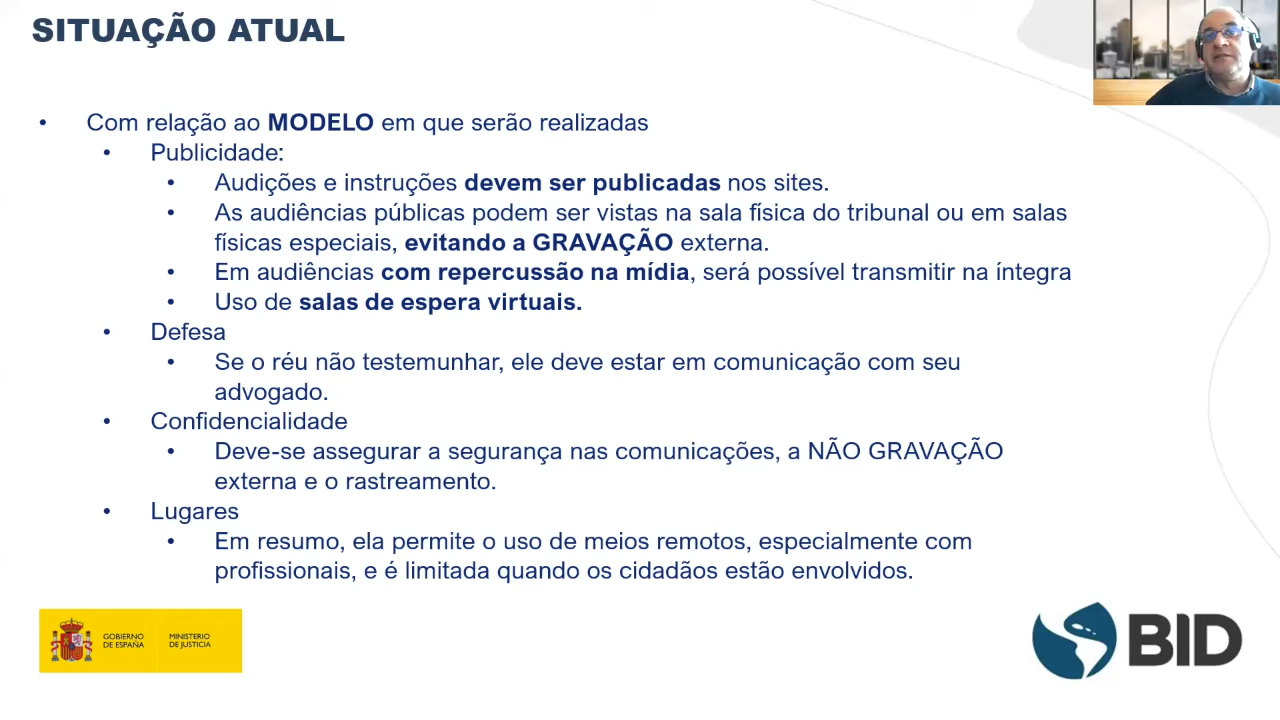 SITUAÇÃO ATUAL
• Com relação ao MODELO em que serão realizadas
• Publicidade:
• Audições e instruções devem ser publicadas nos sites.
• As audiências públicas podem ser vistas na sala física do tribunal ou em salas
físicas especiais, evitando a GRAVAÇÃO externa.
• Em audiências com repercussão na mídia, será possível transmitir na íntegra
• Uso de salas de espera virtuais.
• Defesa
• Se o réu não testemunhar, ele deve estar em comunicação com seu
advogado.
• Confidencialidade
• Deve-se assegurar a segurança nas comunicações, a NÃO GRAVAÇÃO
externa e o rastreamento.
• Lugares
• Em resumo, ela permite o uso de meios remotos, especialmente com
profissionais, e é limitada quando os cidadãos estão envolvidos.
GOBIERNO
DE ESPAÑA
MINISTERIO
DE JUSTICIA
BID